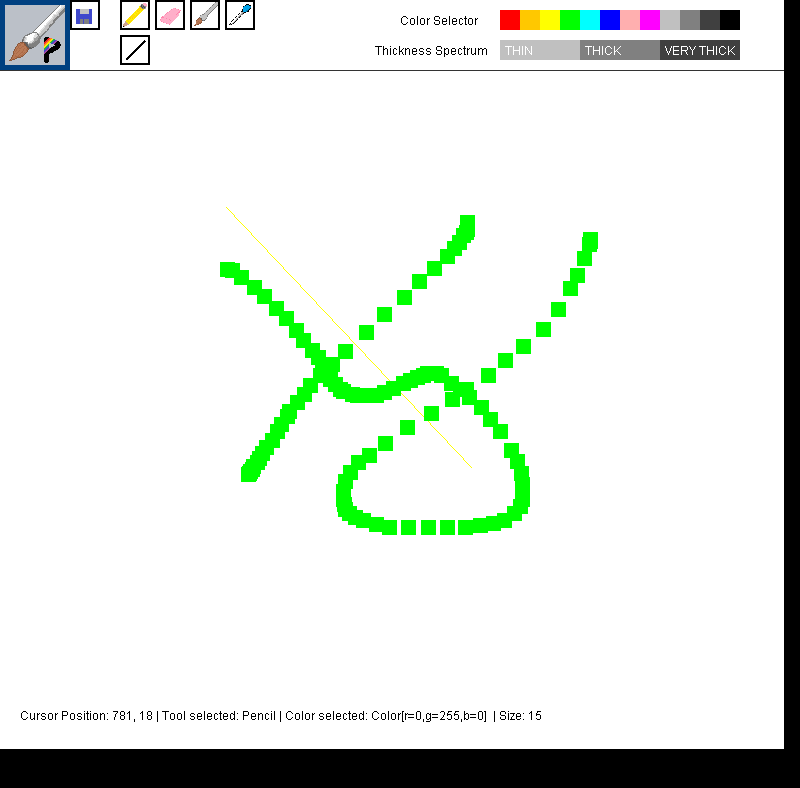 Color Selector
Thickness Spectrum THIN THICK VERY THICK
Cursor Position: 781, 18 | Tool selected: Pencil | Color selected: Color[r=0,g=255,b=0] | Size: 15